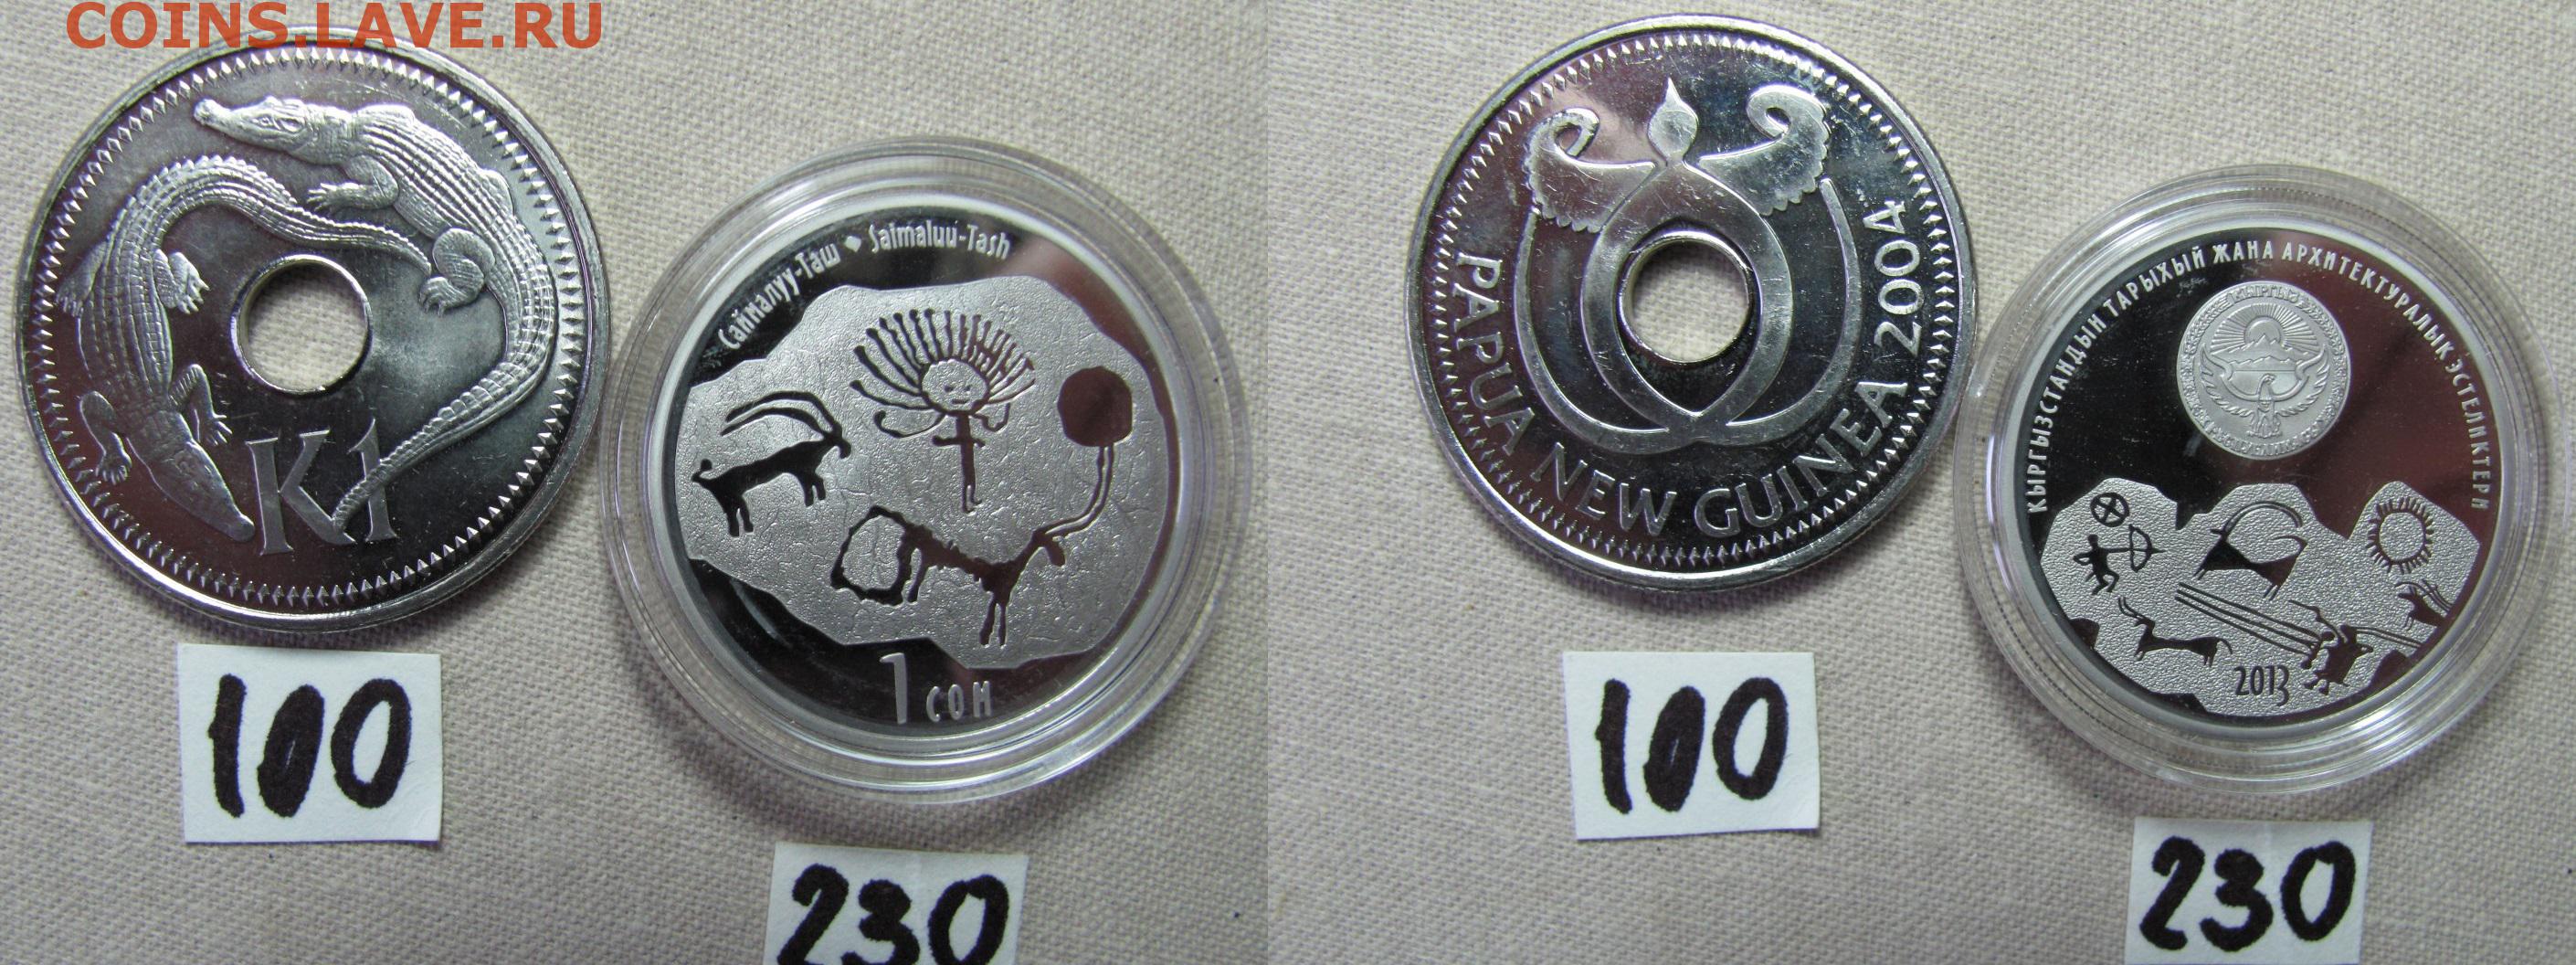 COINS.LAVE.RU
K1
100
Саймалуу-Таш ♦ Saimaluu-Tash
1 СОМ
230
PAPUA NEW GUINEA 2004
100
КЫРГЫЗСТАНДЫН ТАРЫХЫЙ ЖАНА АРХИТЕКТУРАЛЫК ЭСТЕЛИКТЕРИ
КЫРГЫЗ
2013
230